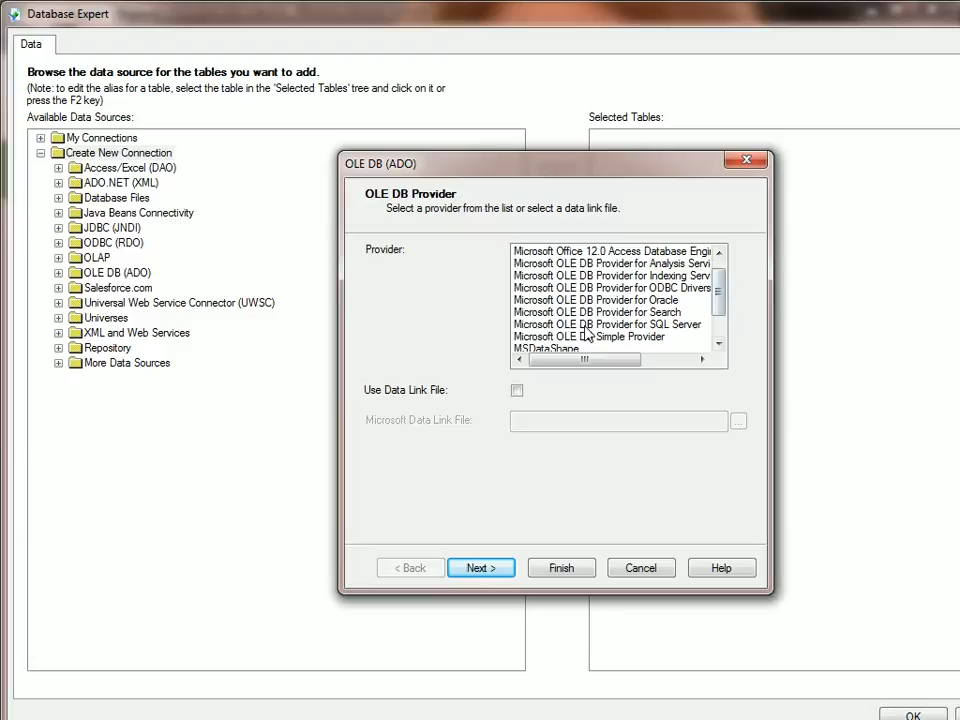 Database Expert
Data
Browse the data source for the tables you want to add.
(Note: to edit the alias for a table, select the table in the 'Selected Tables' tree and click on it or
press the F2 key)
Available Data Sources:
Selected Tables:
My Connections
Create New Connection
Access/Excel (DAO)
ADO.NET (XML)
Database Files
Java Beans Connectivity
JDBC (JNDI)
ODBC (RDO)
OLAP
OLE DB (ADO)
Salesforce.com
Universal Web Service Connector (UWSC)
Universes
XML and Web Services
Repository
More Data Sources
OLE DB (ADO)
OLE DB Provider
Select a provider from the list or select a data link file.
Provider:
Microsoft Office 12.0 Access Database Engi
Microsoft OLE DB Provider for Analysis Servi
Microsoft OLE DB Provider for Indexing Serv
Microsoft OLE DB Provider for ODBC Drivers
Microsoft OLE DB Provider for Oracle
Microsoft OLE DB Provider for Search
Microsoft OLE DB Provider for SQL Server
Microsoft OLE DB Simple Provider
MSDataShape
Use Data Link File:
Microsoft Data Link File:
...
< Back
Next >
Finish
Cancel
Help
OK